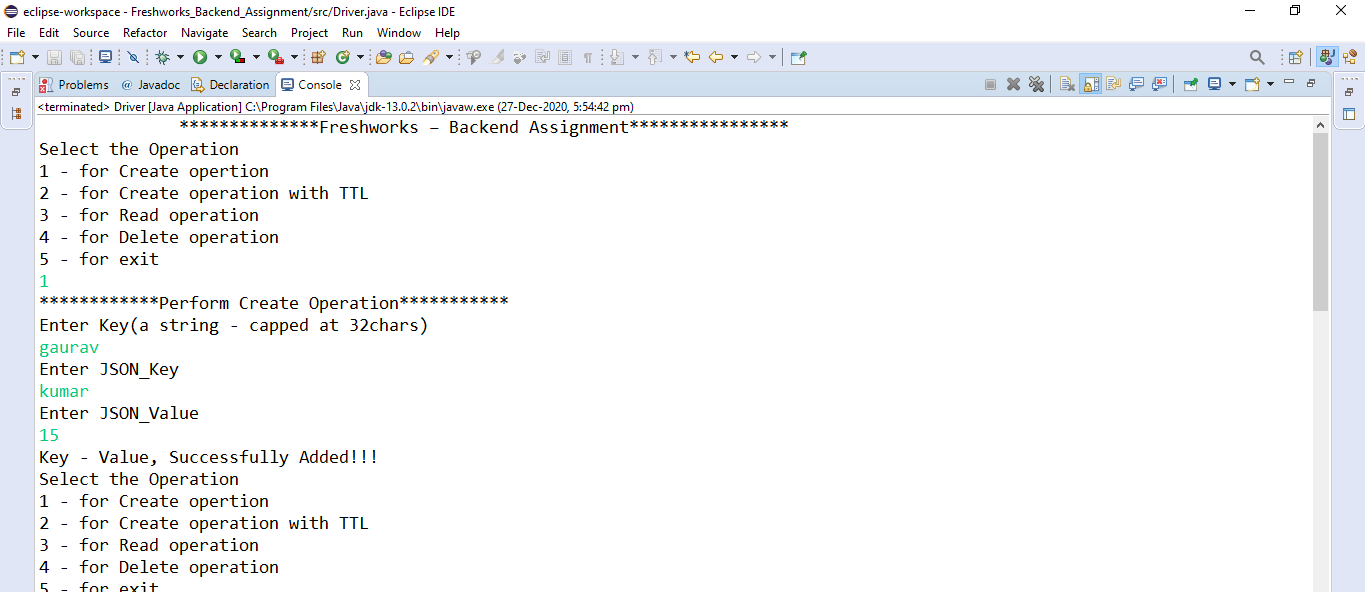 eclipse-workspace - Freshworks_Backend_Assignment/src/Driver.java - Eclipse IDE
File Edit Source Refactor Navigate Search Project Run Window Help
Problems @ Javadoc Declaration Console
<terminated> Driver [Java Application] C:\Program Files\Java\jdk-13.0.2\bin\javaw.exe (27-Dec-2020, 5:54:42 pm)
**************Freshworks – Backend Assignment****************
Select the Operation
1 - for Create opertion
2 - for Create operation with TTL
3 - for Read operation
4 - for Delete operation
5 - for exit
1
************Perform Create Operation***********
Enter Key(a string - capped at 32chars)
gaurav
Enter JSON_Key
kumar
Enter JSON_Value
15
Key - Value, Successfully Added!!!
Select the Operation
1 - for Create opertion
2 - for Create operation with TTL
3 - for Read operation
4 - for Delete operation
5 - for exit